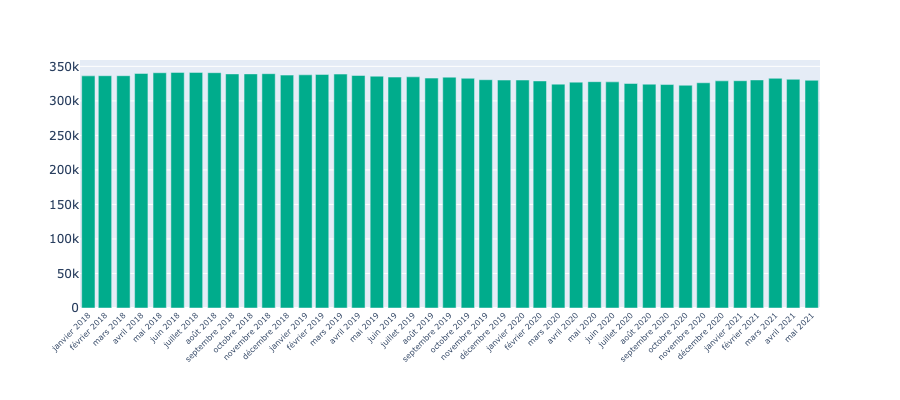 350k
300k
250k
200k
150k
100k
50k
0
janvier 2018
février 2018
mars 2018
avril 2018
mai 2018
juin 2018
juillet 2018
août 2018
septembre 2018
octobre 2018
novembre 2018
décembre 2018
janvier 2019
février 2019
mars 2019
avril 2019
mai 2019
juin 2019
juillet 2019
août 2019
septembre 2019
octobre 2019
novembre 2019
décembre 2019
janvier 2020
février 2020
mars 2020
avril 2020
mai 2020
juin 2020
juillet 2020
août 2020
septembre 2020
octobre 2020
novembre 2020
décembre 2020
janvier 2021
février 2021
mars 2021
avril 2021
mai 2021